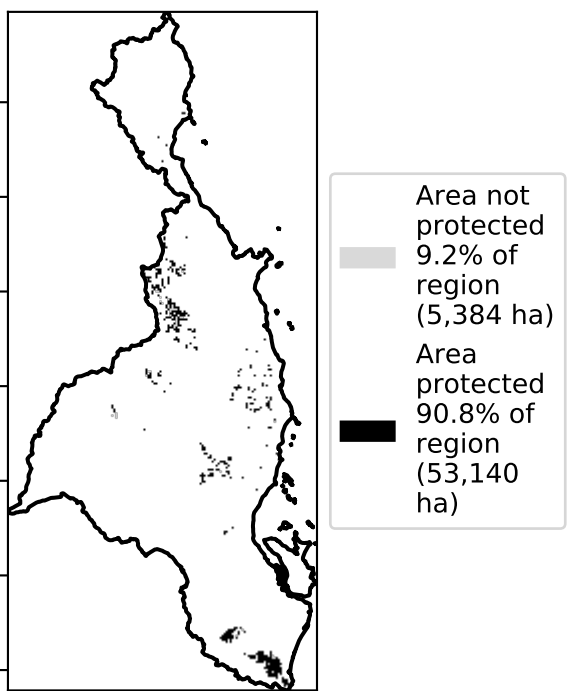 Area not
protected
9.2% of
region
(5,384 ha)
Area
protected
90.8% of
region
(53,140
ha)